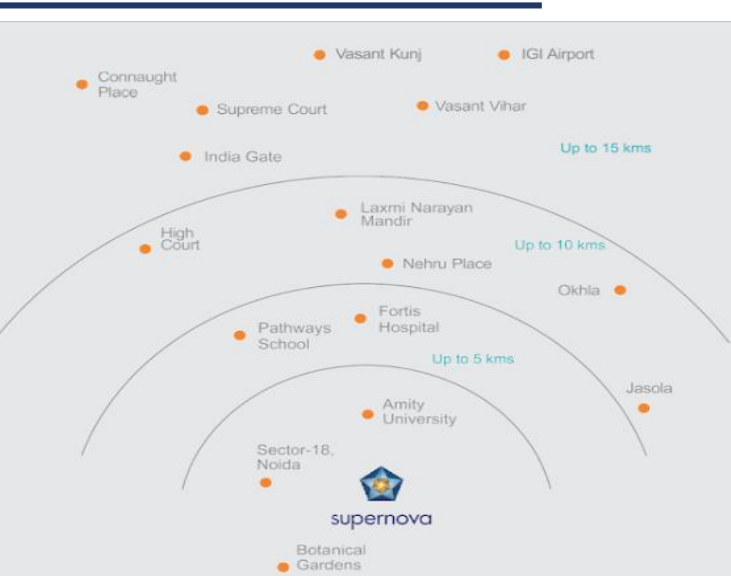 Vasant Kunj
IGI Airport
Connaught
Place
Supreme Court
Vasant Vihar
India Gate
Up to 15 kms
Laxmi Narayan
Mandir
High
Court
Up to 10 kms
Nehru Place
Okhla
Fortis
Hospital
Pathways
School
Up to 5 kms
Jasola
Amity
University
Sector-18,
Noida
supernova
Botanical
Gardens